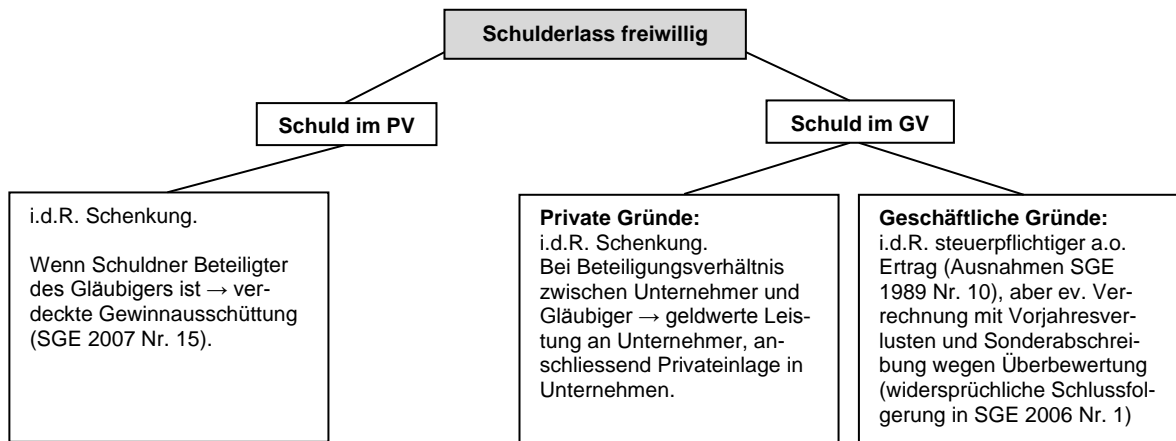 Schulderlass freiwillig
Schuld im PV
Schuld im GV
i.d.R. Schenkung.
Wenn Schuldner Beteiligter
des Gläubigers ist → ver-
deckte Gewinnausschüttung
(SGE 2007 Nr. 15).
Private Gründe:
i.d.R. Schenkung.
Bei Beteiligungsverhältnis
zwischen Unternehmer und
Gläubiger → geldwerte Leis-
tung an Unternehmer, an-
schliessend Privateinlage in
Unternehmen.
Geschäftliche Gründe:
i.d.R. steuerpflichtiger a.o.
Ertrag (Ausnahmen SGE
1989 Nr. 10), aber ev. Ver-
rechnung mit Vorjahresver-
lusten und Sonderabschrei-
bung wegen Überbewertung
(widersprüchliche Schlussfol-
gerung in SGE 2006 Nr. 1)